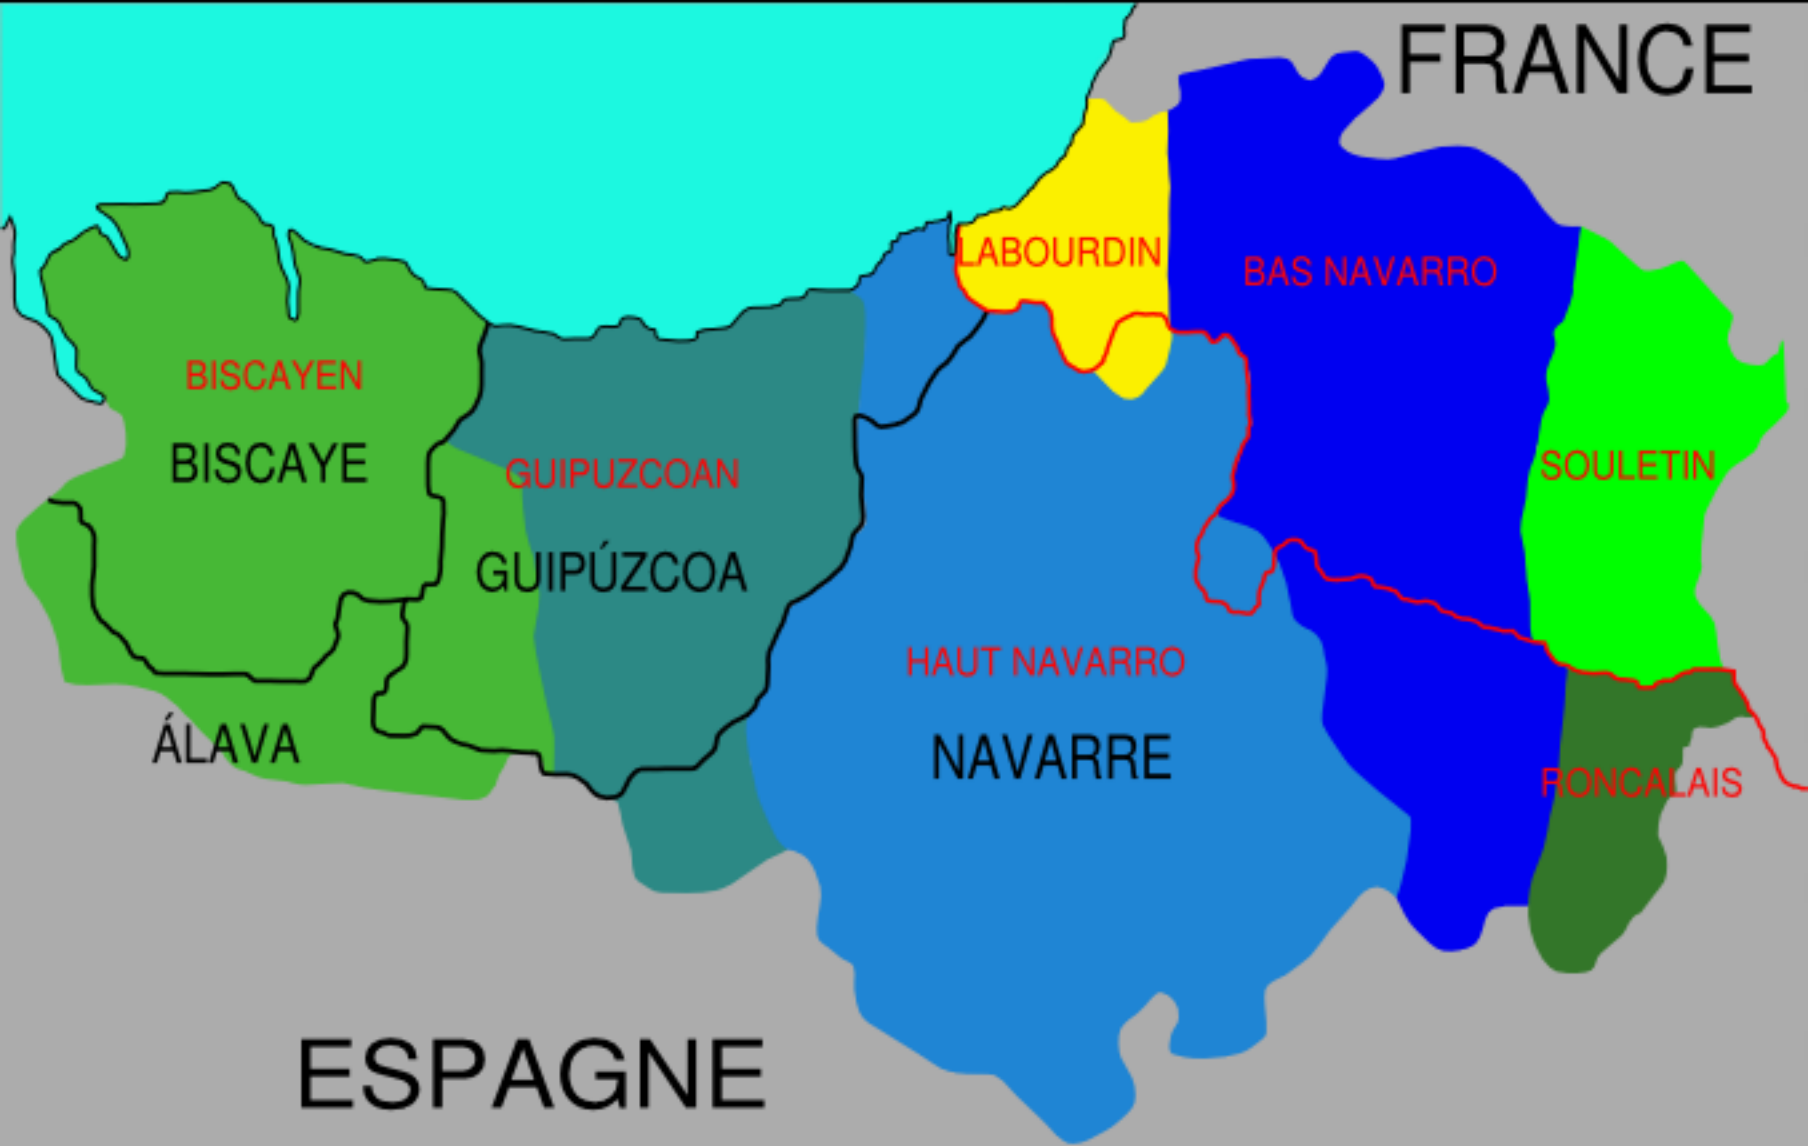 FRANCE
LABOURDIN
BAS NAVARRO
BISCAYEN
BISCAYE
GUIPUZCOAN
SOULETIN
GUIPÚZCOA
HAUT NAVARRO
ÁLAVA
NAVARRE
RONCALAIS
ESPAGNE